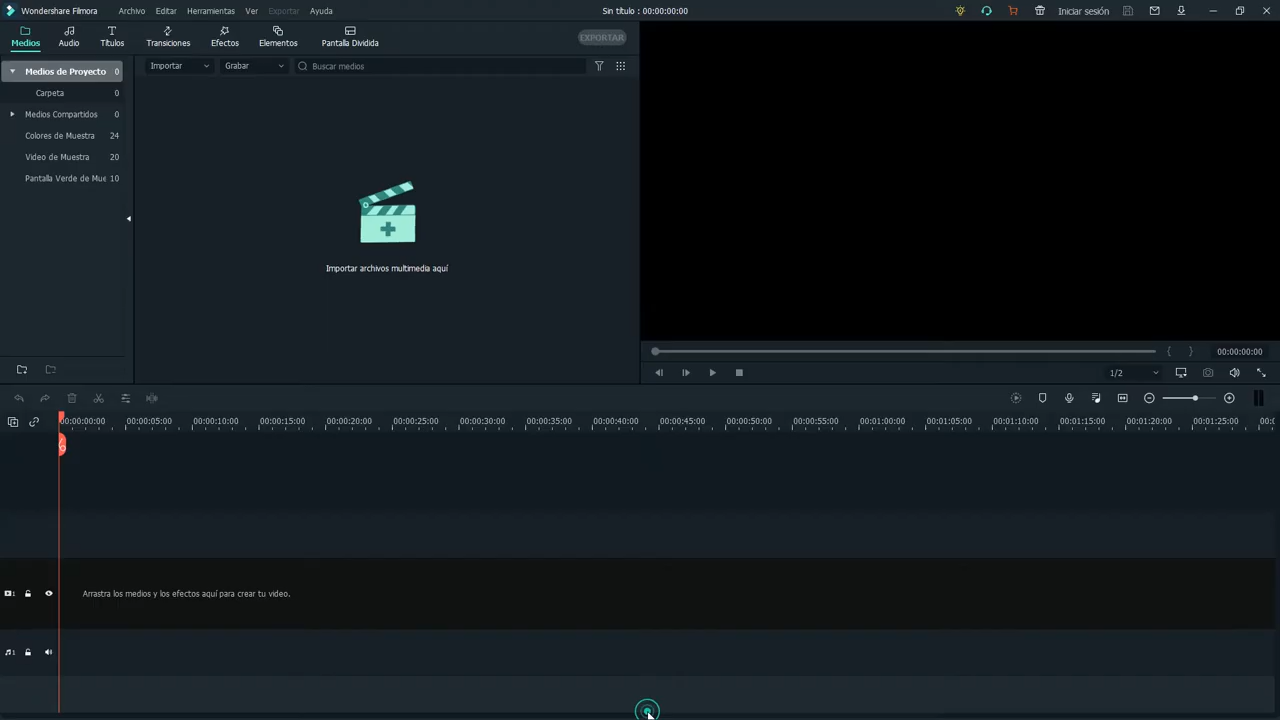 Wondershare Filmora Archivo Editar Herramientas Ver Exportar Ayuda Sin título : 00:00:00:00 Iniciar sesión
Medios Audio Títulos Transiciones Efectos Elementos Pantalla Dividida EXPORTAR
Medios de Proyecto 0
Importar Grabar Buscar medios
Carpeta 0
Medios Compartidos 0
Colores de Muestra 24
Video de Muestra 20
Pantalla Verde de Mue 10
Importar archivos multimedia aquí
00:00:00:00
1/2
00:00:00:00 00:00:05:00 00:00:10:00 00:00:15:00 00:00:20:00 00:00:25:00 00:00:30:00 00:00:35:00 00:00:40:00 00:00:45:00 00:00:50:00 00:00:55:00 00:01:00:00 00:01:05:00 00:01:10:00 00:01:15:00 00:01:20:00 00:01:25:00 00:0
1 Arrastra los medios y los efectos aquí para crear tu video.
1